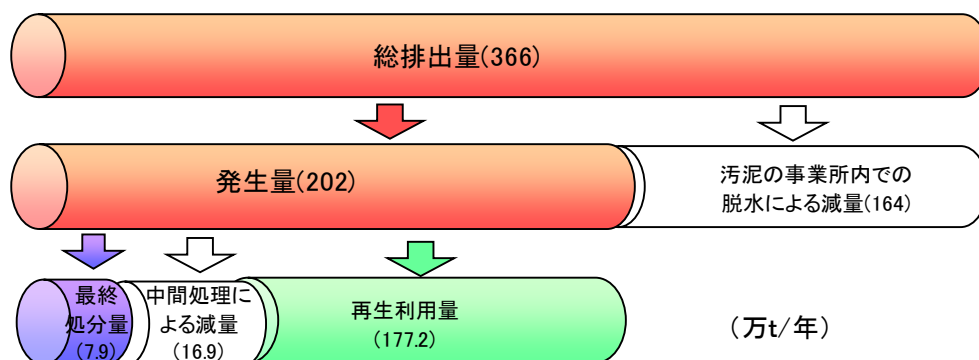 総排出量(366)
発生量(202)
汚泥の事業所内での
脱水による減量(164)
最終
処分量
(7.9)
中間処理に
よる減量
(16.9)
再生利用量
(177.2)
(万t/年)